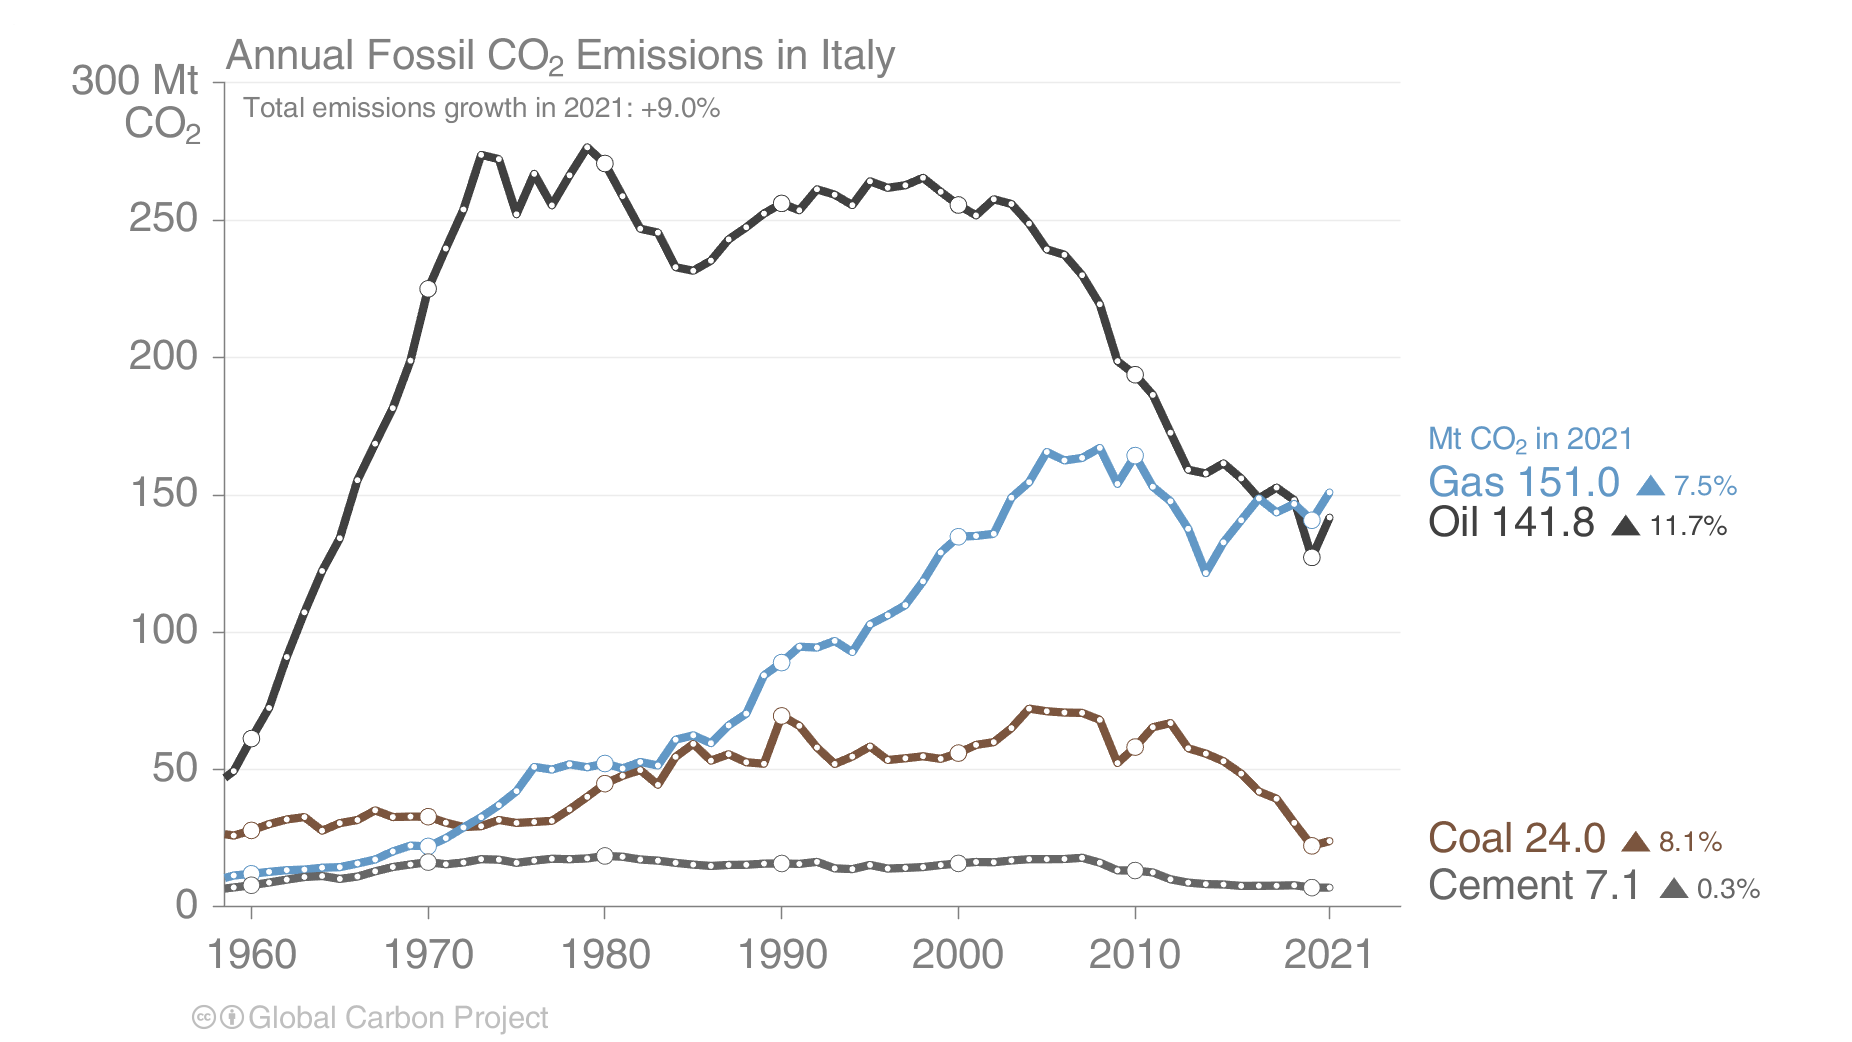 Annual Fossil CO₂ Emissions in Italy
300 Mt
CO₂
Total emissions growth in 2021: +9.0%
250
200
150
100
50
0
Mt CO₂ in 2021
Gas 151.0 ▲ 7.5%
Oil 141.8 ▲ 11.7%
Coal 24.0 ▲ 8.1%
Cement 7.1 ▲ 0.3%
1960 1970 1980 1990 2000 2010 2021
cc Global Carbon Project